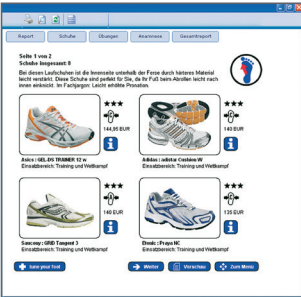 Report Schuhe Übungen Anamnese Gesamtreport
Seite 1 von 2
Schuhe insgesamt: 8
Bei diesen Laufschuhen ist die Innenseite unterhalb der Ferse durch härteres Material
leicht verstärkt. Diese Schuhe sind perfekt für Sie, da Ihr Fuß beim Abrollen leicht nach
innen einknickt. Im Fachjargon: Leicht erhöhte Pronation.
144,95 EUR
140 EUR
Asics : GEL-DS TRAINER 12 w
Einsatzbereich: Training und Wettkampf
Adidas : adistar Cushion W
Einsatzbereich: Training und Wettkampf
140 EUR
135 EUR
Saucony : GRID Tangent 3
Einsatzbereich: Training und Wettkampf
Etonic : Praya NC
Einsatzbereich: Training und Wettkampf
tune your foot Weiter Vorschau Zum Menü